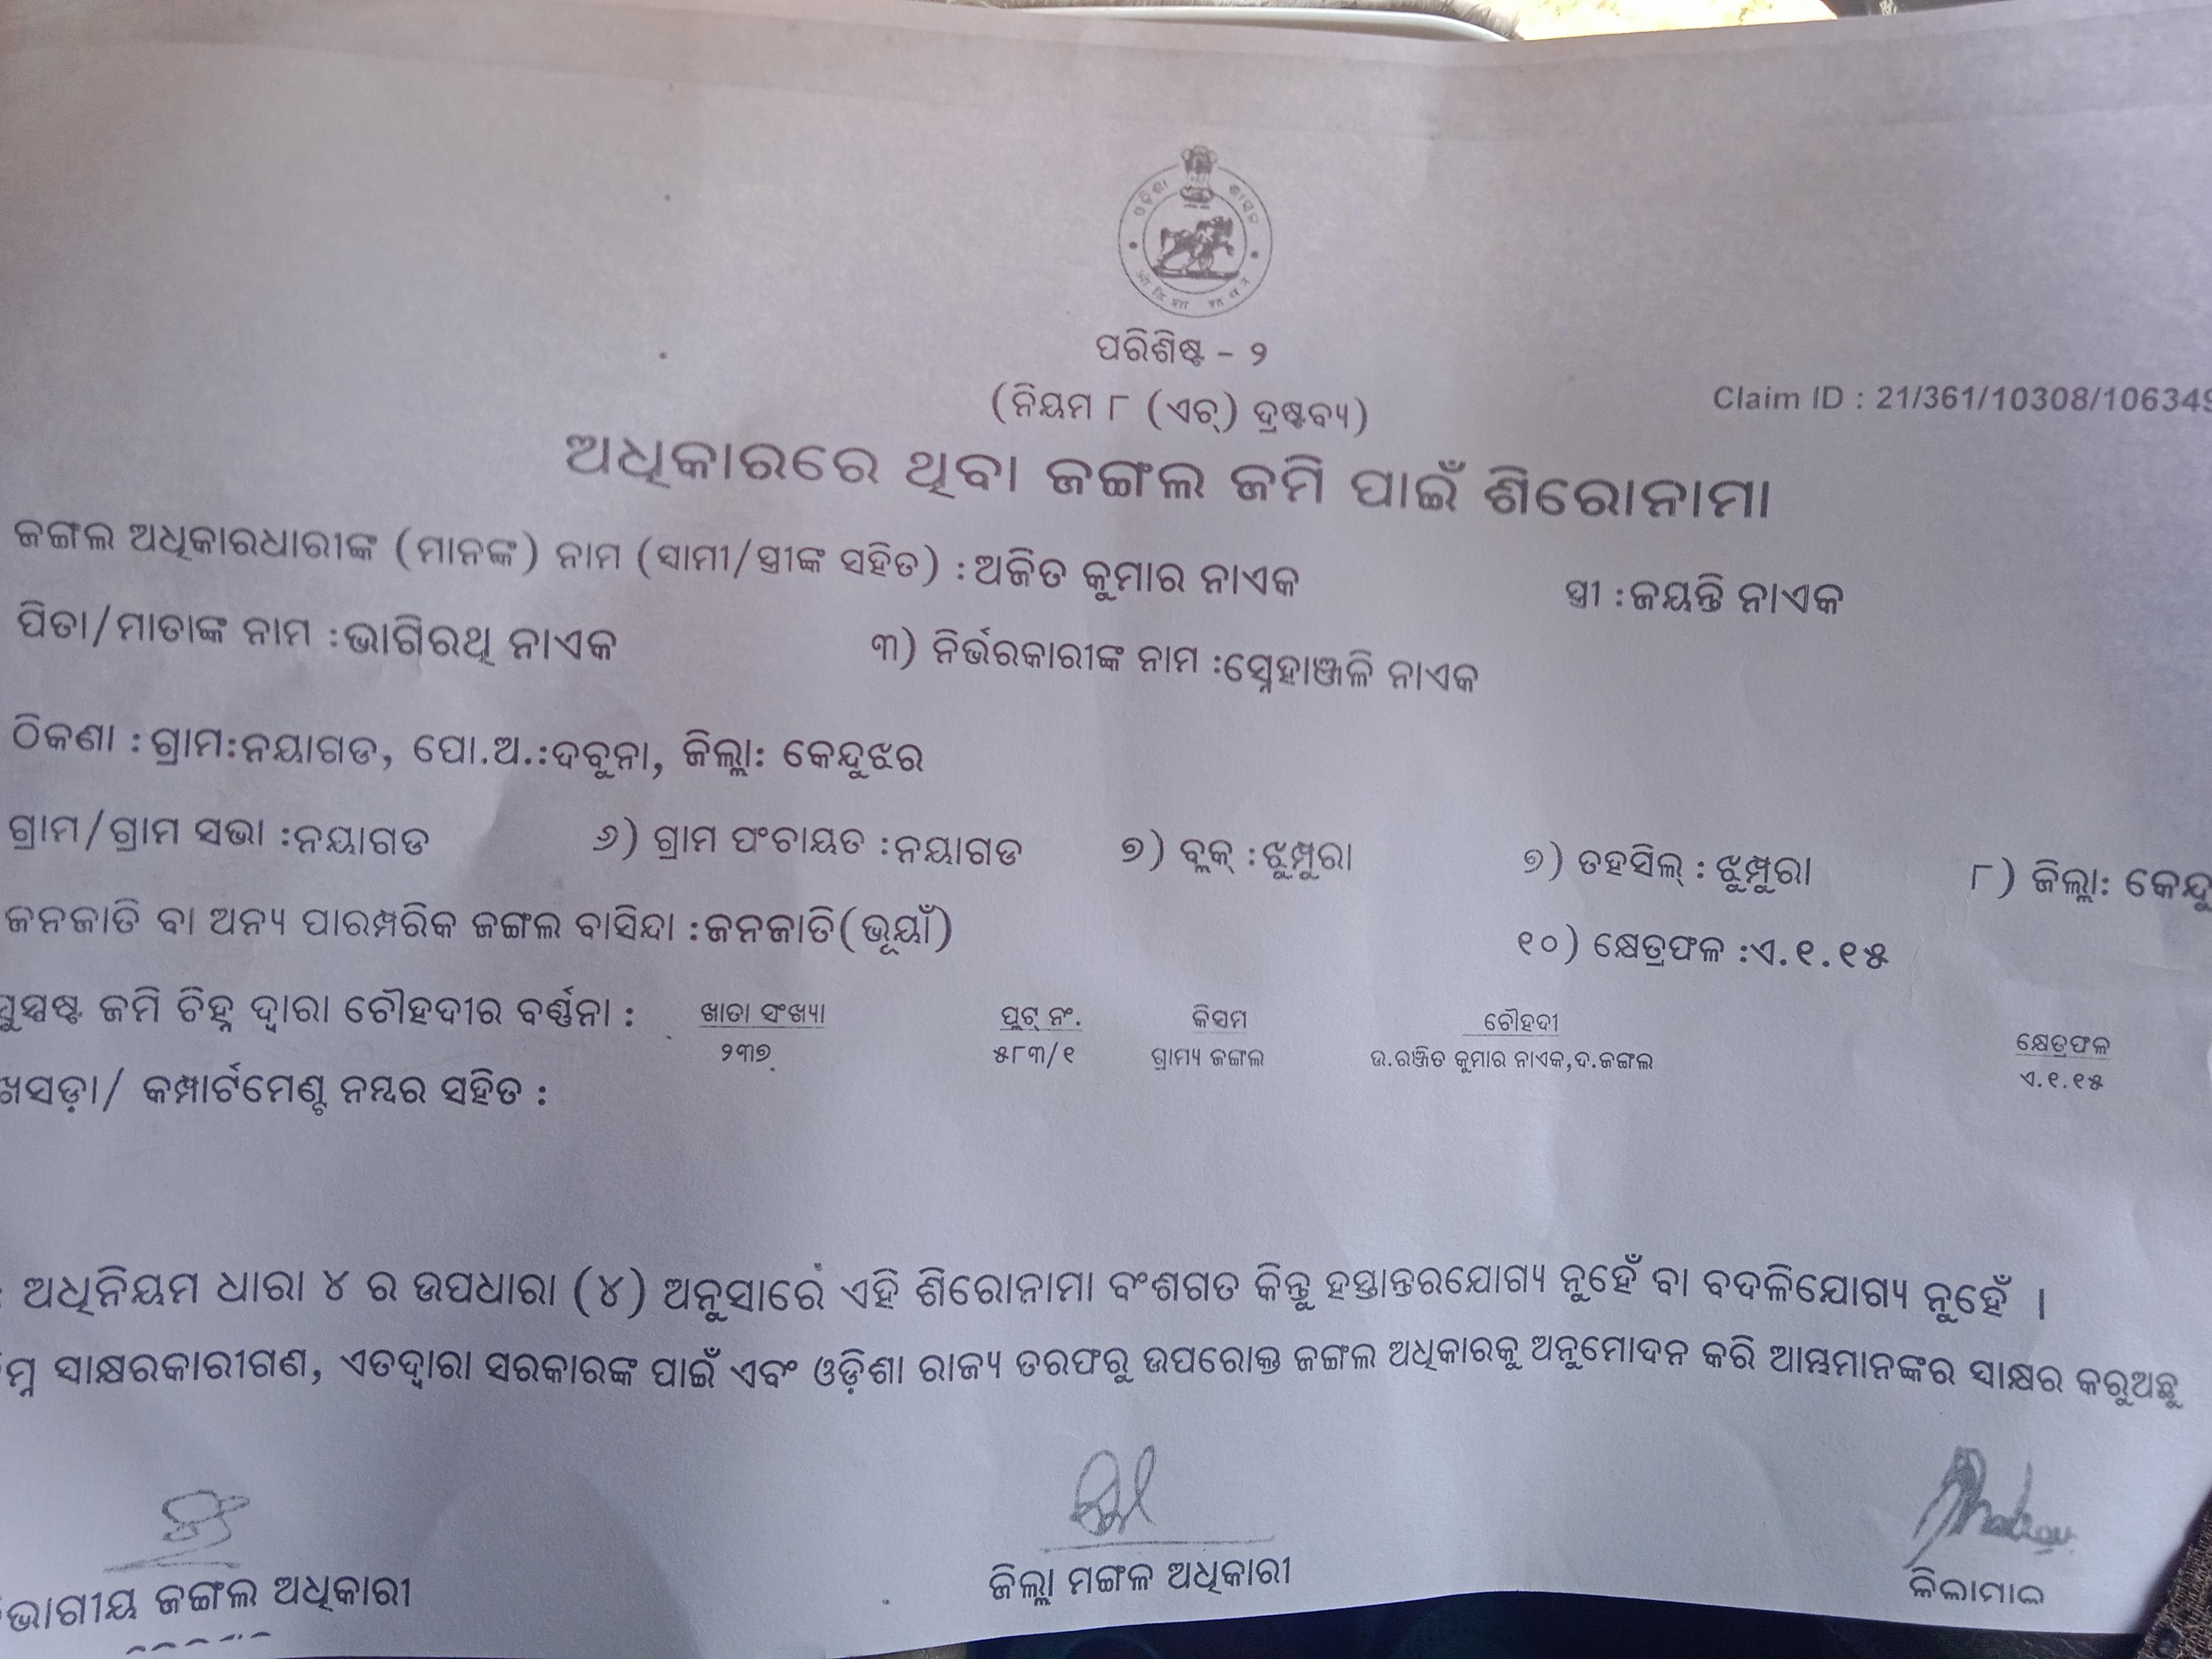 ଓଡ଼ିଶା ଶାସନ
ପରିଶିଷ୍ଟ - ୨
(ନିୟମ ୮ (ଏଚ୍) ଦ୍ରଷ୍ଟବ୍ୟ)
Claim ID : 21/361/10308/106349
ଅଧିକାରରେ ଥିବା ଜଙ୍ଗଲ ଜମି ପାଇଁ ଶିରୋନାମା
ଜଙ୍ଗଲ ଅଧିକାରଧାରୀଙ୍କ (ମାନଙ୍କ) ନାମ (ସାମୀ/ସ୍ତ୍ରୀଙ୍କ ସହିତ) : ଅଜିତ କୁମାର ନାଏକ ସ୍ତ୍ରୀ : ଜୟନ୍ତି ନାଏକ
ପିତା/ମାତାଙ୍କ ନାମ : ଭାଗିରଥି ନାଏକ ୩) ନିର୍ଭରକାରୀଙ୍କ ନାମ : ସ୍ନେହାଞ୍ଜଳି ନାଏକ
ଠିକଣା : ଗ୍ରାମ:ନୟାଗଡ, ପୋ.ଅ.:ଦବୁନା, ଜିଲ୍ଲା: କେନ୍ଦୁଝର
ଗ୍ରାମ/ଗ୍ରାମ ସଭା : ନୟାଗଡ ୬) ଗ୍ରାମ ପଂଚାୟତ : ନୟାଗଡ ୭) ବ୍ଲକ୍ : ଝୁମ୍ପୁରା ୭) ତହସିଲ୍ : ଝୁମ୍ପୁରା ୮) ଜିଲ୍ଲା: କେନ୍ଦୁ
ଜନଜାତି ବା ଅନ୍ୟ ପାରମ୍ପରିକ ଜଙ୍ଗଲ ବାସିନ୍ଦା : ଜନଜାତି(ଭୂୟାଁ) ୧୦) କ୍ଷେତ୍ରଫଳ : ଏ.୧.୧୫
ସୁସ୍ପଷ୍ଟ ଜମି ଚିହ୍ନ ଦ୍ୱାରା ଚୌହଦୀର ବର୍ଣ୍ଣନା : ଖାତା ସଂଖ୍ୟା ପ୍ଲଟ୍ ନଂ. କିସମ ଚୌହଦୀ କ୍ଷେତ୍ରଫଳ
୨୩୭ ୫୮୩/୧ ଗ୍ରାମ୍ୟ ଜଙ୍ଗଲ ଉ.ରଞ୍ଜିତ କୁମାର ନାଏକ,ଦ.ଜଙ୍ଗଲ ଏ.୧.୧୫
ଖସଡ଼ା/ କମ୍ପାର୍ଟମେଣ୍ଟ ନମ୍ବର ସହିତ :
: ଅଧିନିୟମ ଧାରା ୪ ର ଉପଧାରା (୪) ଅନୁସାରେ ଏହି ଶିରୋନାମା ବଂଶଗତ କିନ୍ତୁ ହସ୍ତାନ୍ତରଯୋଗ୍ୟ ନୁହେଁ ବା ବଦଳିଯୋଗ୍ୟ ନୁହେଁ ।
ମ୍ନ ସାକ୍ଷରକାରୀଗଣ, ଏତଦ୍ୱାରା ସରକାରଙ୍କ ପାଇଁ ଏବଂ ଓଡ଼ିଶା ରାଜ୍ୟ ତରଫରୁ ଉପରୋକ୍ତ ଜଙ୍ଗଲ ଅଧିକାରକୁ ଅନୁମୋଦନ କରି ଆମ୍ଭମାନଙ୍କର ସାକ୍ଷର କରୁଅଛୁ
ଭାଗୀୟ ଜଙ୍ଗଲ ଅଧିକାରୀ ଜିଲ୍ଲା ମଙ୍ଗଳ ଅଧିକାରୀ